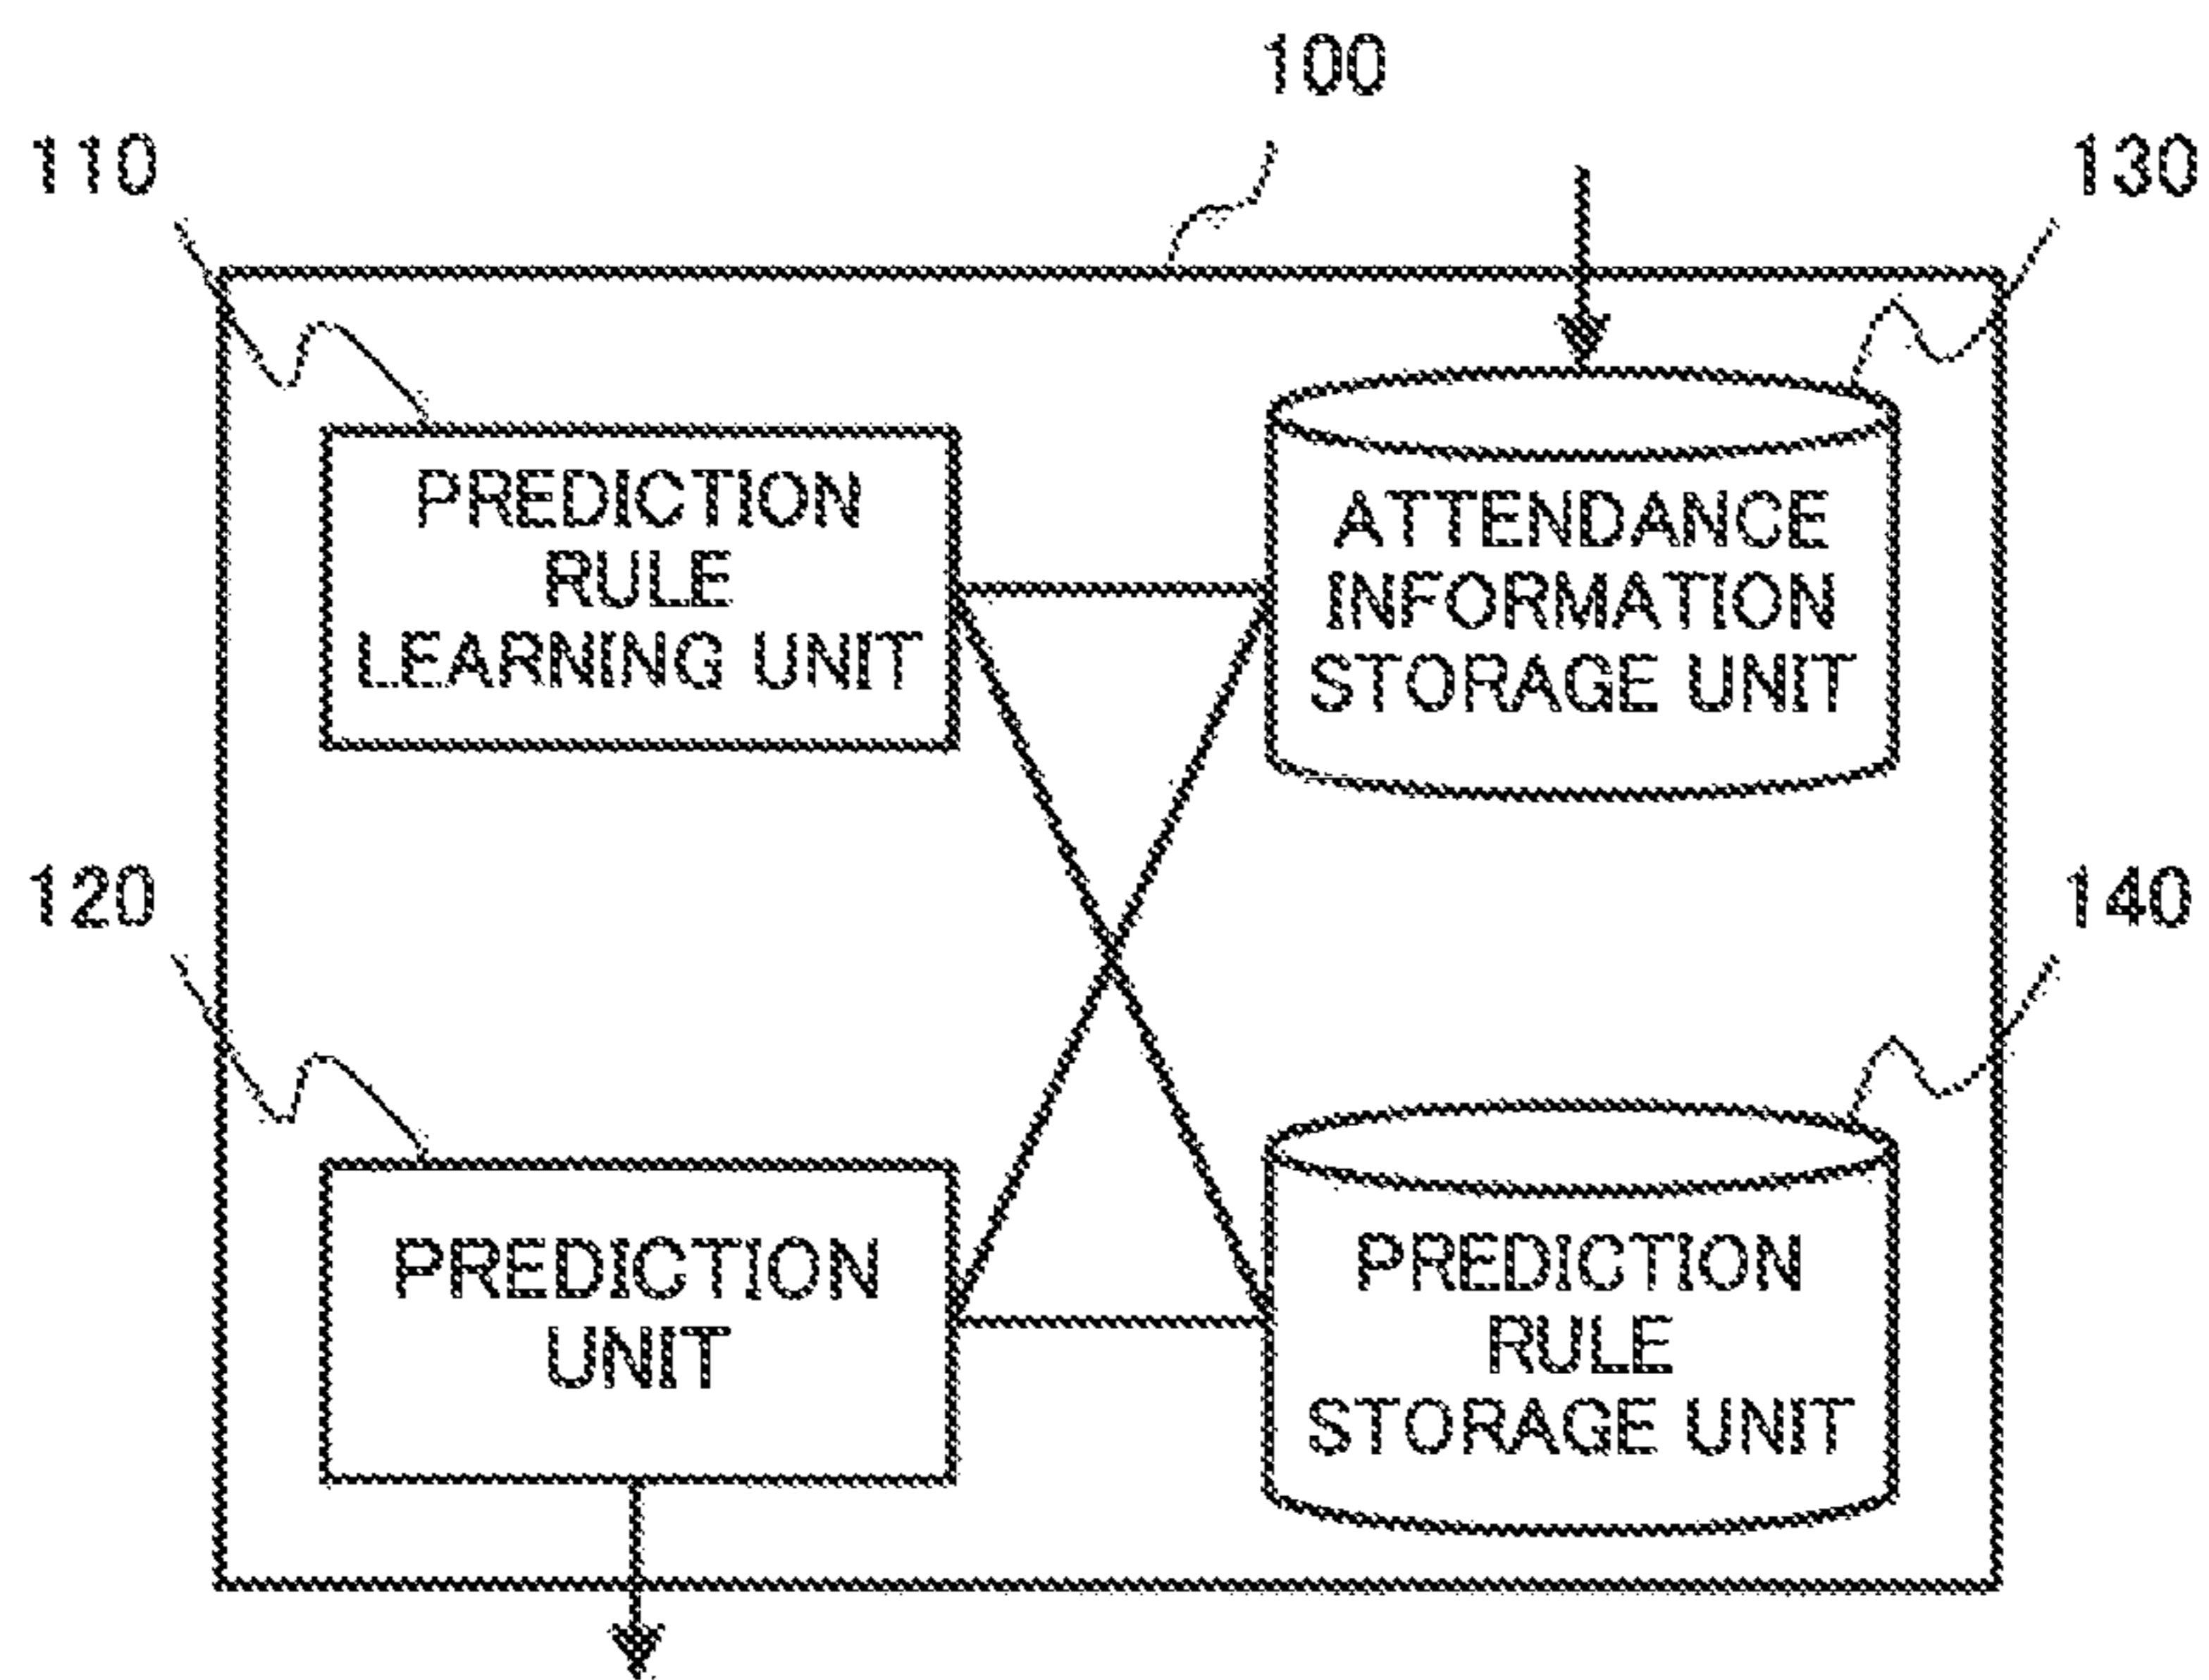 100
110
130
PREDICTION
RULE
LEARNING UNIT
ATTENDANCE
INFORMATION
STORAGE UNIT
120
140
PREDICTION
UNIT
PREDICTION
RULE
STORAGE UNIT